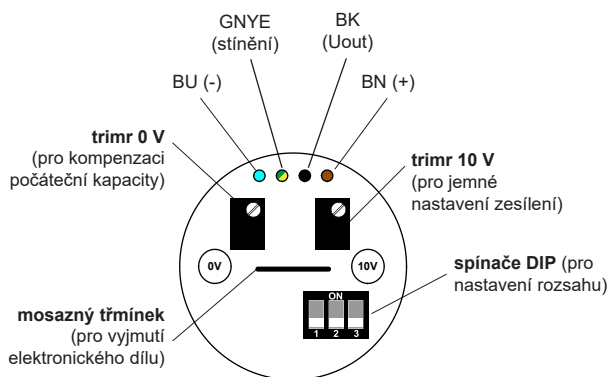 GNYE
(stínění)
BK
(Uout)
BU (-)
BN (+)
trimr 0 V
(pro kompenzaci
počáteční kapacity)
trimr 10 V
(pro jemné
nastavení zesílení)
0V
10V
spínače DIP (pro
nastavení rozsahu)
ON
1 2 3
mosazný třmínek
(pro vyjmutí
elektronického dílu)